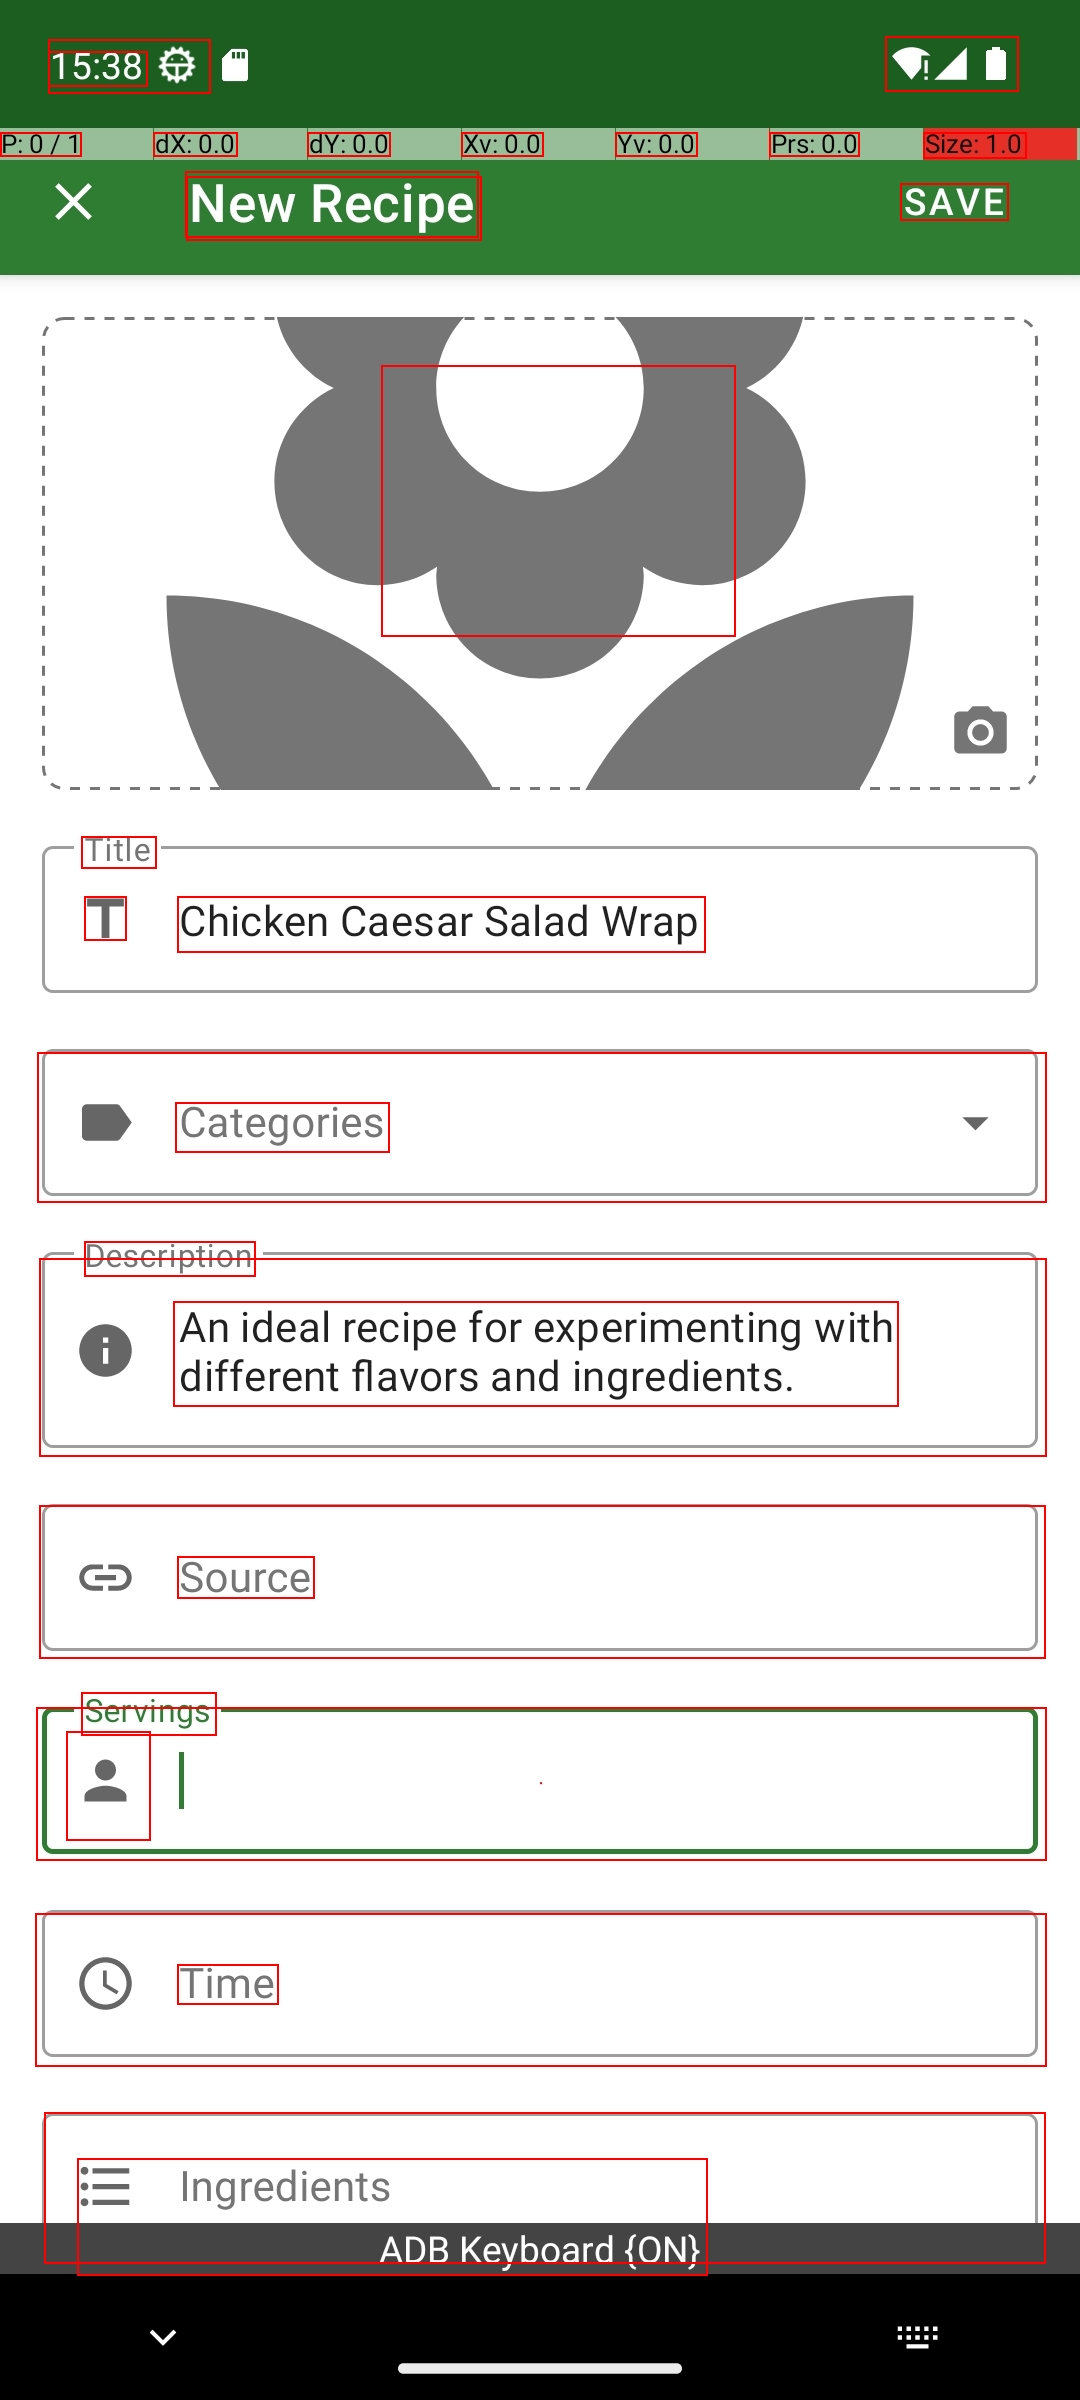 15:38
P: 0 / 1 dX: 0.0 dY: 0.0 Xv: 0.0 Yv: 0.0 Prs: 0.0 Size: 1.0
New Recipe SAVE
Title
Chicken Caesar Salad Wrap
Categories
Description
An ideal recipe for experimenting with
different flavors and ingredients.
Source
Servings
Time
Ingredients
ADB Keyboard {ON}